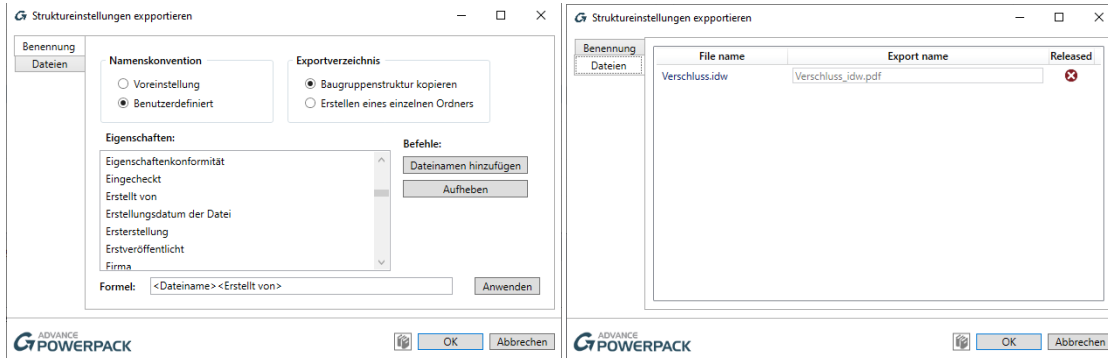 Struktureinstellungen expportieren
Benennung
Dateien
Namenskonvention
Voreinstellung
Benutzerdefiniert
Exportverzeichnis
Baugruppenstruktur kopieren
Erstellen eines einzelnen Ordners
Eigenschaften:
Eigenschaftenkonformität
Eingecheckt
Erstellt von
Erstellungsdatum der Datei
Ersterstellung
Erstveröffentlicht
Firma
Befehle:
Dateinamen hinzufügen
Aufheben
Formel: <Dateiname><Erstellt von> Anwenden
ADVANCE
POWERPACK
OK Abbrechen
Struktureinstellungen expportieren
Benennung
Dateien
File name Export name Released
Verschluss.idw Verschluss_idw.pdf
ADVANCE
POWERPACK
OK Abbrechen